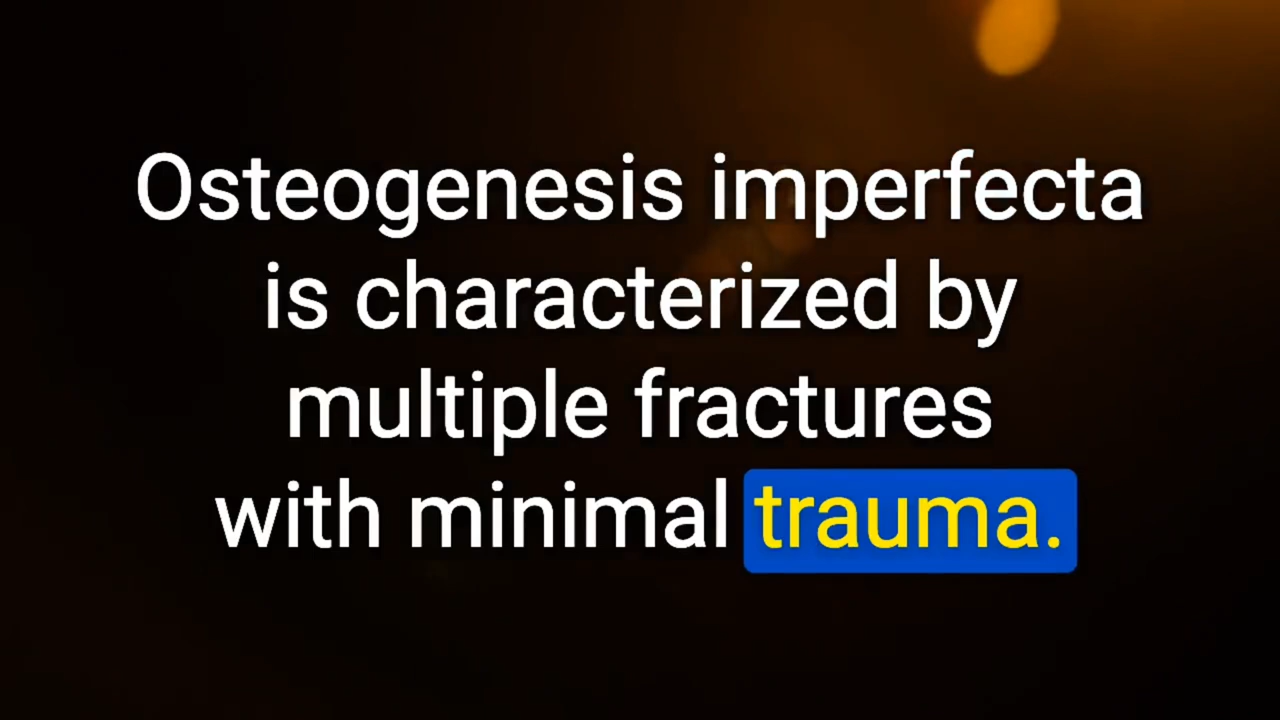 Osteogenesis imperfecta
is characterized by
multiple fractures
with minimal trauma.